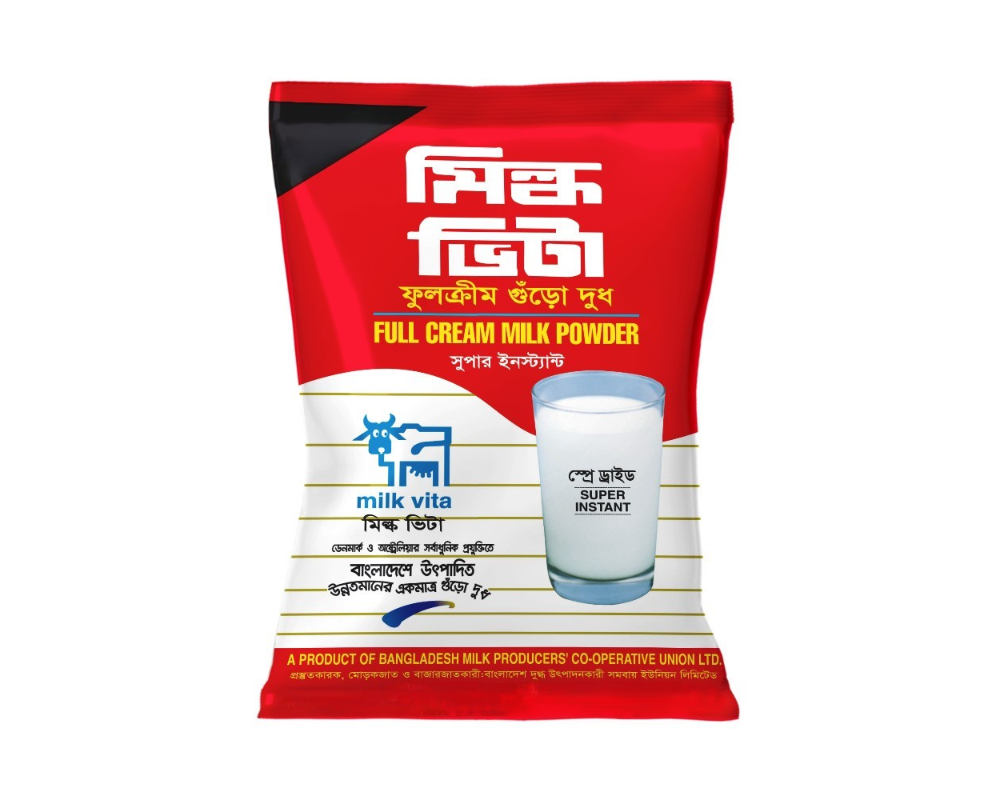 মিল্ক
ভিটা
ফুলক্রীম গুঁড়ো দুধ
FULL CREAM MILK POWDER
সুপার ইনস্ট্যান্ট
স্প্রে ড্রাইড
SUPER
INSTANT
milk vita
মিল্ক ভিটা
ডেনমার্ক ও অষ্ট্রেলিয়ার সর্বাধুনিক প্রযুক্তিতে
বাংলাদেশে উৎপাদিত
উন্নতমানের একমাত্র গুঁড়ো দুধ
A PRODUCT OF BANGLADESH MILK PRODUCERS' CO-OPERATIVE UNION LTD.
প্রস্তুতকারক, মোড়কজাত ও বাজারজাতকারী:বাংলাদেশ দুগ্ধ উৎপাদনকারী সমবায় ইউনিয়ন লিমিটেড